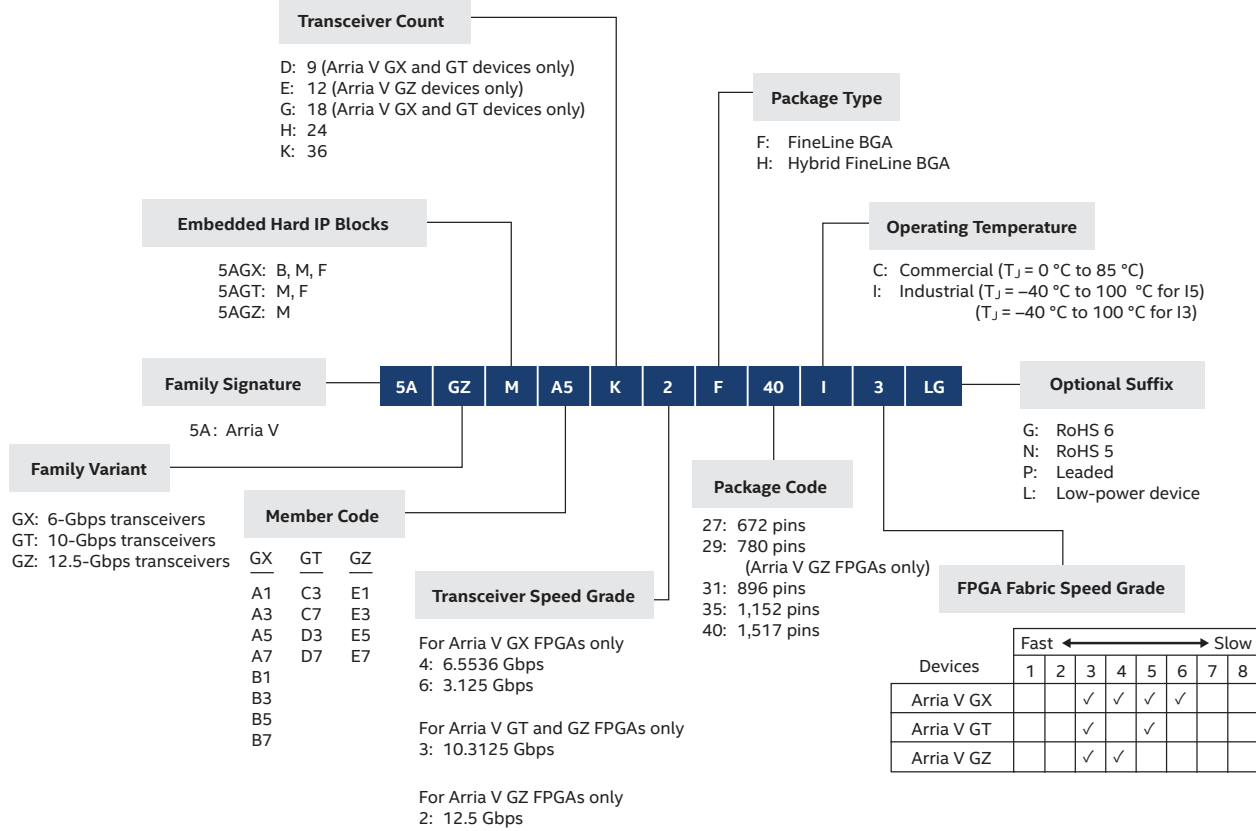 Transceiver Count
D: 9 (Arria V GX and GT devices only)
E: 12 (Arria V GZ devices only)
G: 18 (Arria V GX and GT devices only)
H: 24
K: 36
Package Type
F: FineLine BGA
H: Hybrid FineLine BGA
Embedded Hard IP Blocks
5AGX: B, M, F
5AGT: M, F
5AGZ: M
Operating Temperature
C: Commercial (TJ = 0 °C to 85 °C)
I: Industrial (TJ = –40 °C to 100 °C for I5)
(TJ = –40 °C to 100 °C for I3)
Family Signature
5A : Arria V
5A GZ M A5 K 2 F 40 I 3 LG
Optional Suffix
G: RoHS 6
N: RoHS 5
P: Leaded
L: Low-power device
Family Variant
GX: 6-Gbps transceivers
GT: 10-Gbps transceivers
GZ: 12.5-Gbps transceivers
Member Code
GX GT GZ
A1 C3 E1
A3 C7 E3
A5 D3 E5
A7 D7 E7
B1
B3
B5
B7
Transceiver Speed Grade
For Arria V GX FPGAs only
4: 6.5536 Gbps
6: 3.125 Gbps
For Arria V GT and GZ FPGAs only
3: 10.3125 Gbps
For Arria V GZ FPGAs only
2: 12.5 Gbps
Package Code
27: 672 pins
29: 780 pins
(Arria V GZ FPGAs only)
31: 896 pins
35: 1,152 pins
40: 1,517 pins
FPGA Fabric Speed Grade
Fast Slow
Devices 1 2 3 4 5 6 7 8
Arria V GX ✓ ✓ ✓ ✓
Arria V GT ✓ ✓
Arria V GZ ✓ ✓